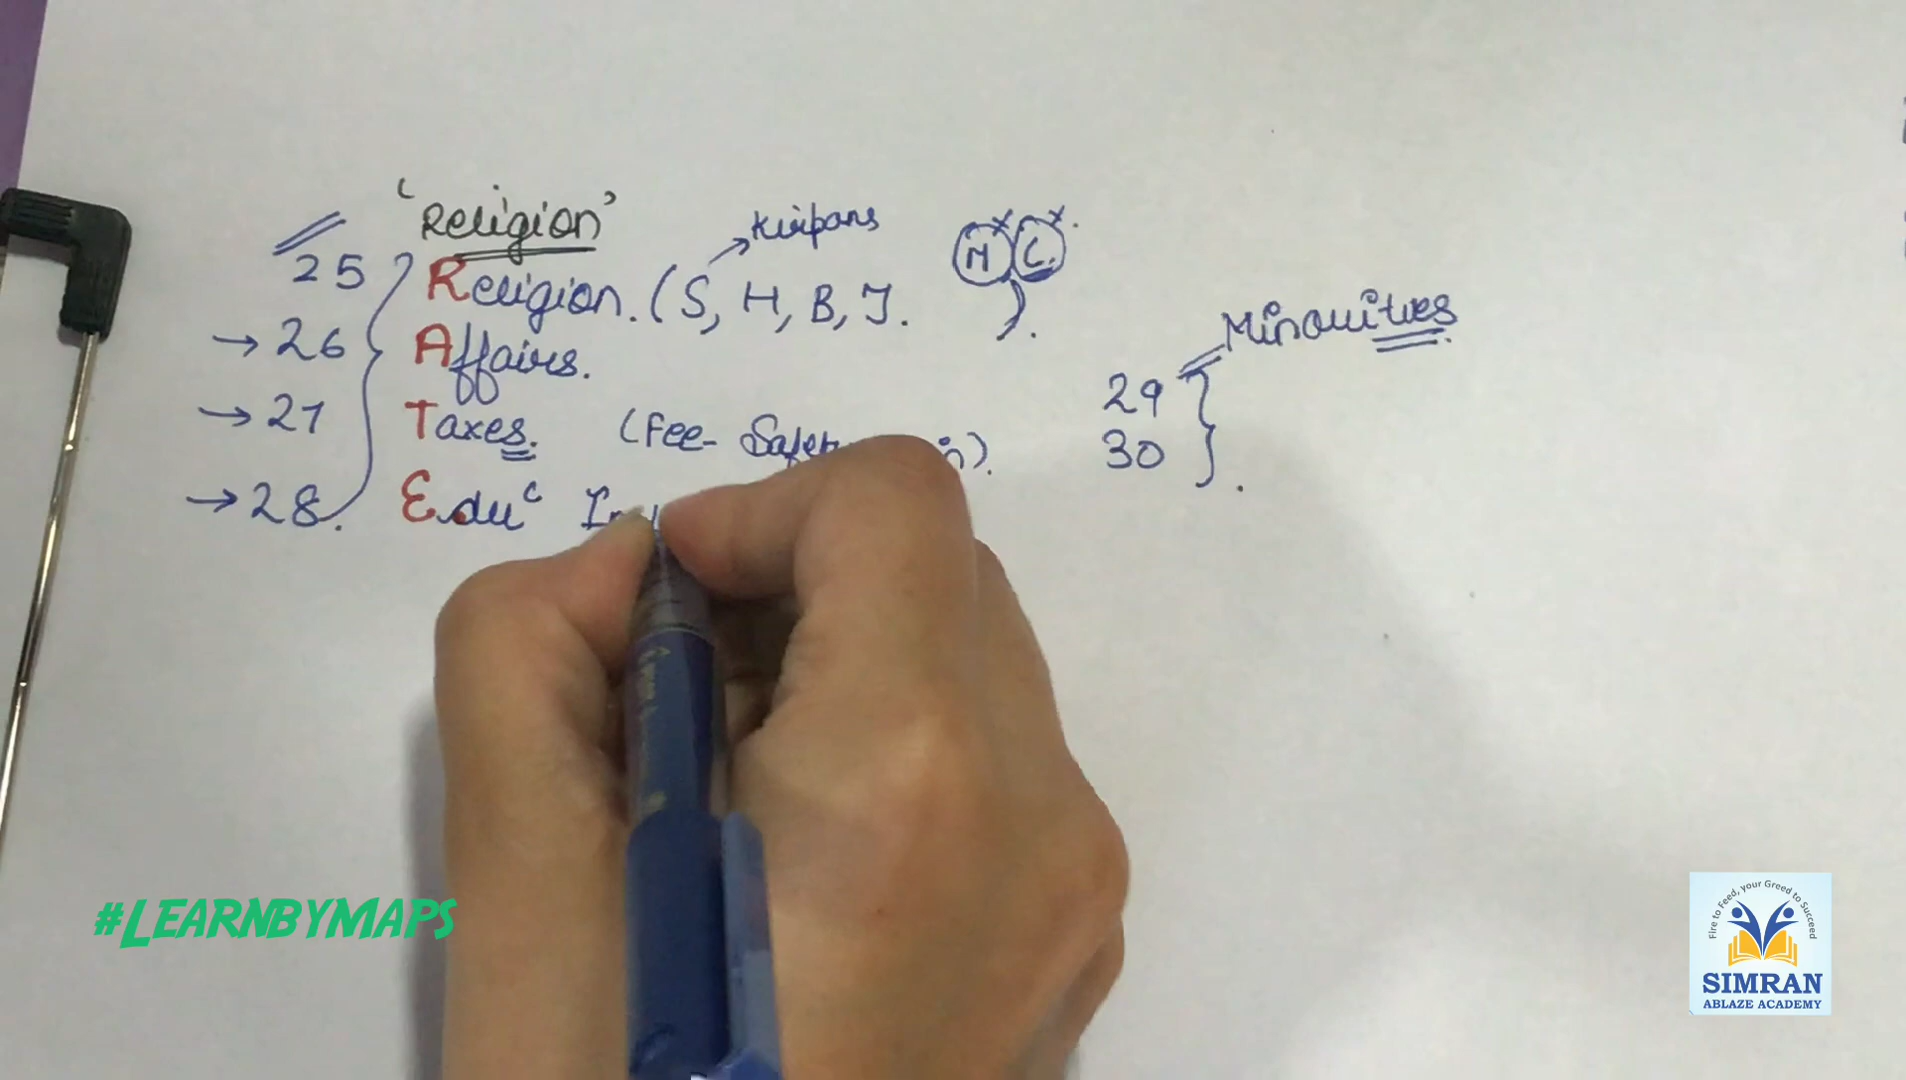 'Religion'
→ Kirpans
M C.
25 Religion. (S, H, B, J. ).
→ 26 Affairs.
→ 27 Taxes. (Fee-
→ 28. Educ
Minorities
29
30
#LEARNBYMAPS
Fire to Feed, your Greed to Succeed
SIMRAN
ABLAZE ACADEMY